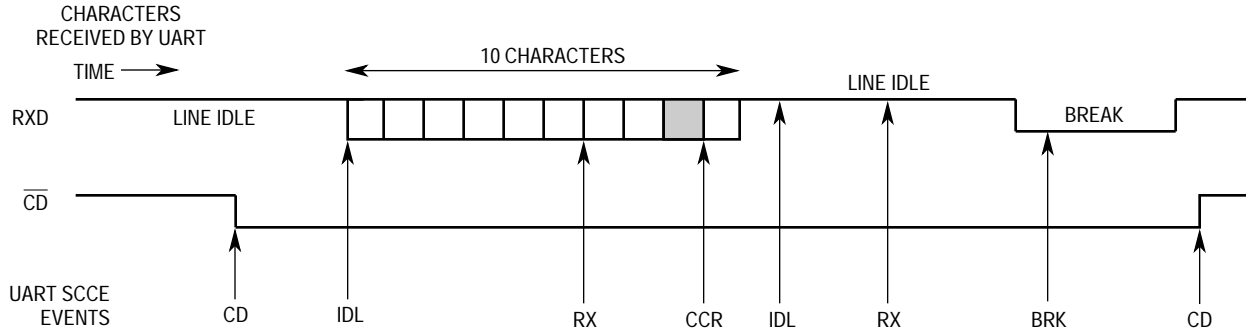 CHARACTERS
RECEIVED BY UART
TIME
10 CHARACTERS
RXD
LINE IDLE
LINE IDLE
BREAK
CD
UART SCCE
EVENTS
CD
IDL
RX
CCR
IDL
RX
BRK
CD